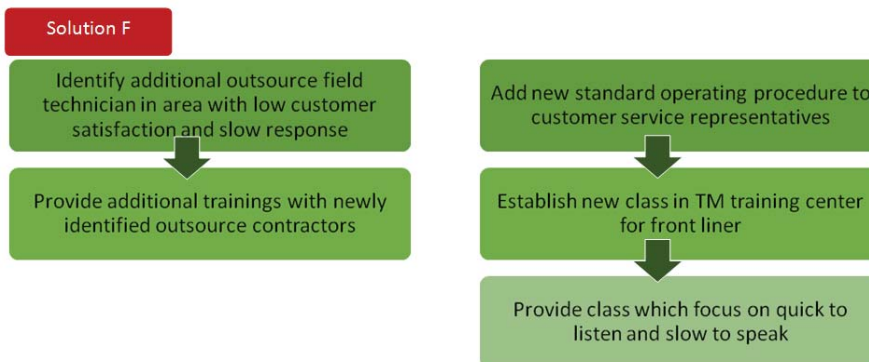 Solution F
Identify additional outsource field
technician in area with low customer
satisfaction and slow response
Provide additional trainings with newly
identified outsource contractors
Add new standard operating procedure to
customer service representatives
Establish new class in TM training center
for front liner
Provide class which focus on quick to
listen and slow to speak